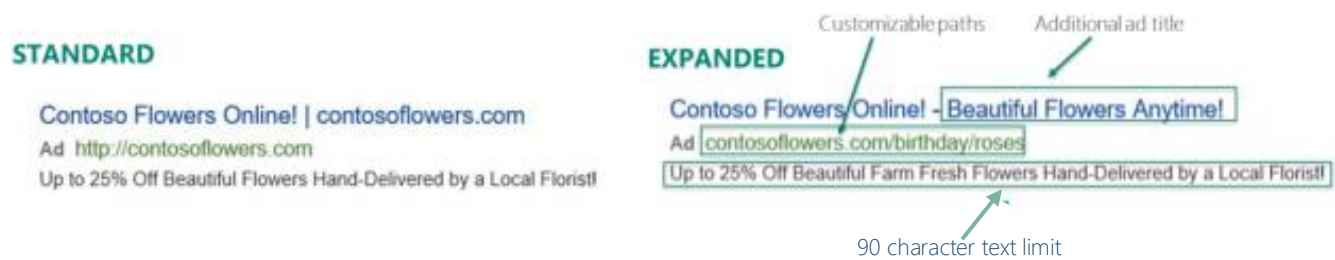 STANDARD
Contoso Flowers Online! | contosoflowers.com
Ad http://contosoflowers.com
Up to 25% Off Beautiful Flowers Hand-Delivered by a Local Florist!
Customizable paths
Additional ad title
EXPANDED
Contoso Flowers Online! - Beautiful Flowers Anytime!
Ad contosoflowers.com/birthday/roses
Up to 25% Off Beautiful Farm Fresh Flowers Hand-Delivered by a Local Florist!
90 character text limit